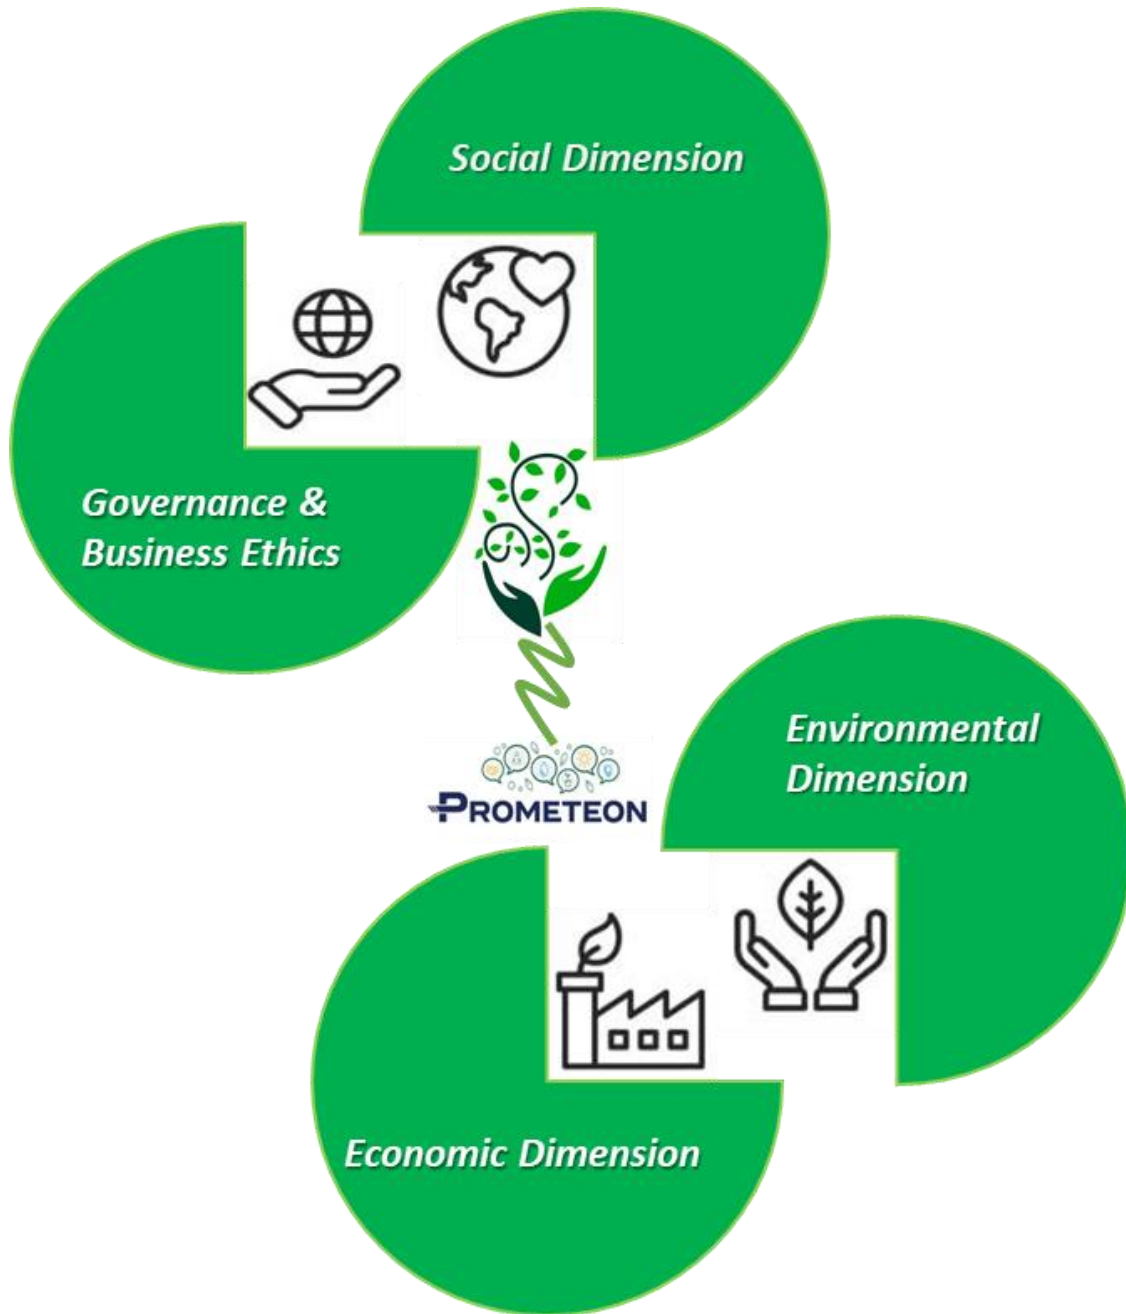 Social Dimension
Governance &
Business Ethics
Environmental
Dimension
PROMETEON
Economic Dimension